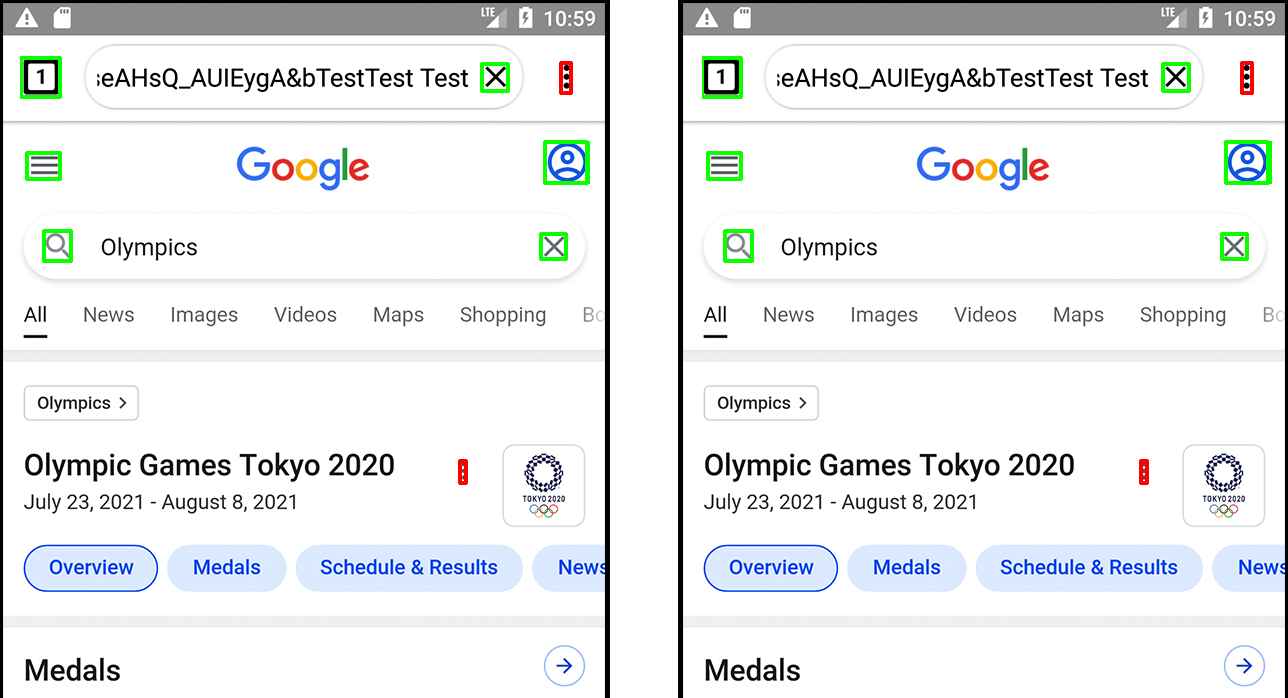 LTE 10:59
1 seAHsQ_AUIEygA&bTestTest Test
Google
Olympics
All News Images Videos Maps Shopping
Olympics >
Olympic Games Tokyo 2020
July 23, 2021 - August 8, 2021
TOKYO 2020
Overview Medals Schedule & Results News
Medals
LTE 10:59
1 seAHsQ_AUIEygA&bTestTest Test
Google
Olympics
All News Images Videos Maps Shopping
Olympics >
Olympic Games Tokyo 2020
July 23, 2021 - August 8, 2021
TOKYO 2020
Overview Medals Schedule & Results News
Medals